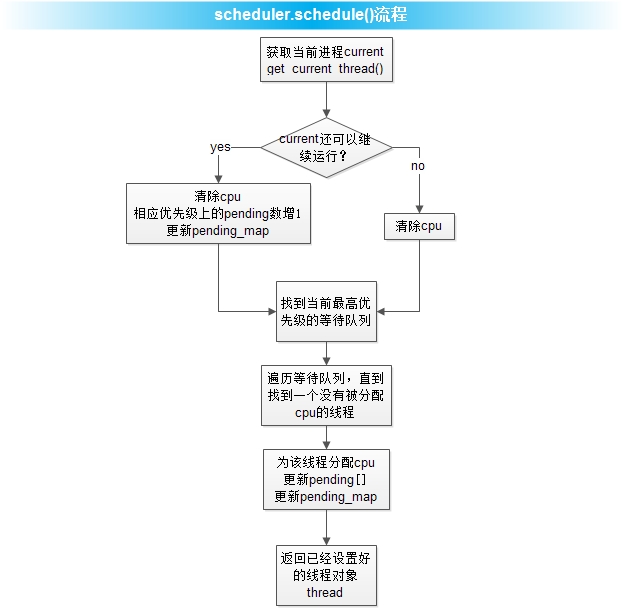 scheduler.schedule()流程
获取当前进程current
get_current_thread()
current还可以继
续运行？
yes
no
清除cpu
相应优先级上的pending数增1
更新pending_map
清除cpu
找到当前最高优
先级的等待队列
遍历等待队列，直到
找到一个没有被分配
cpu的线程
为该线程分配cpu
更新pending[]
更新pending_map
返回已经设置好
的线程对象
thread